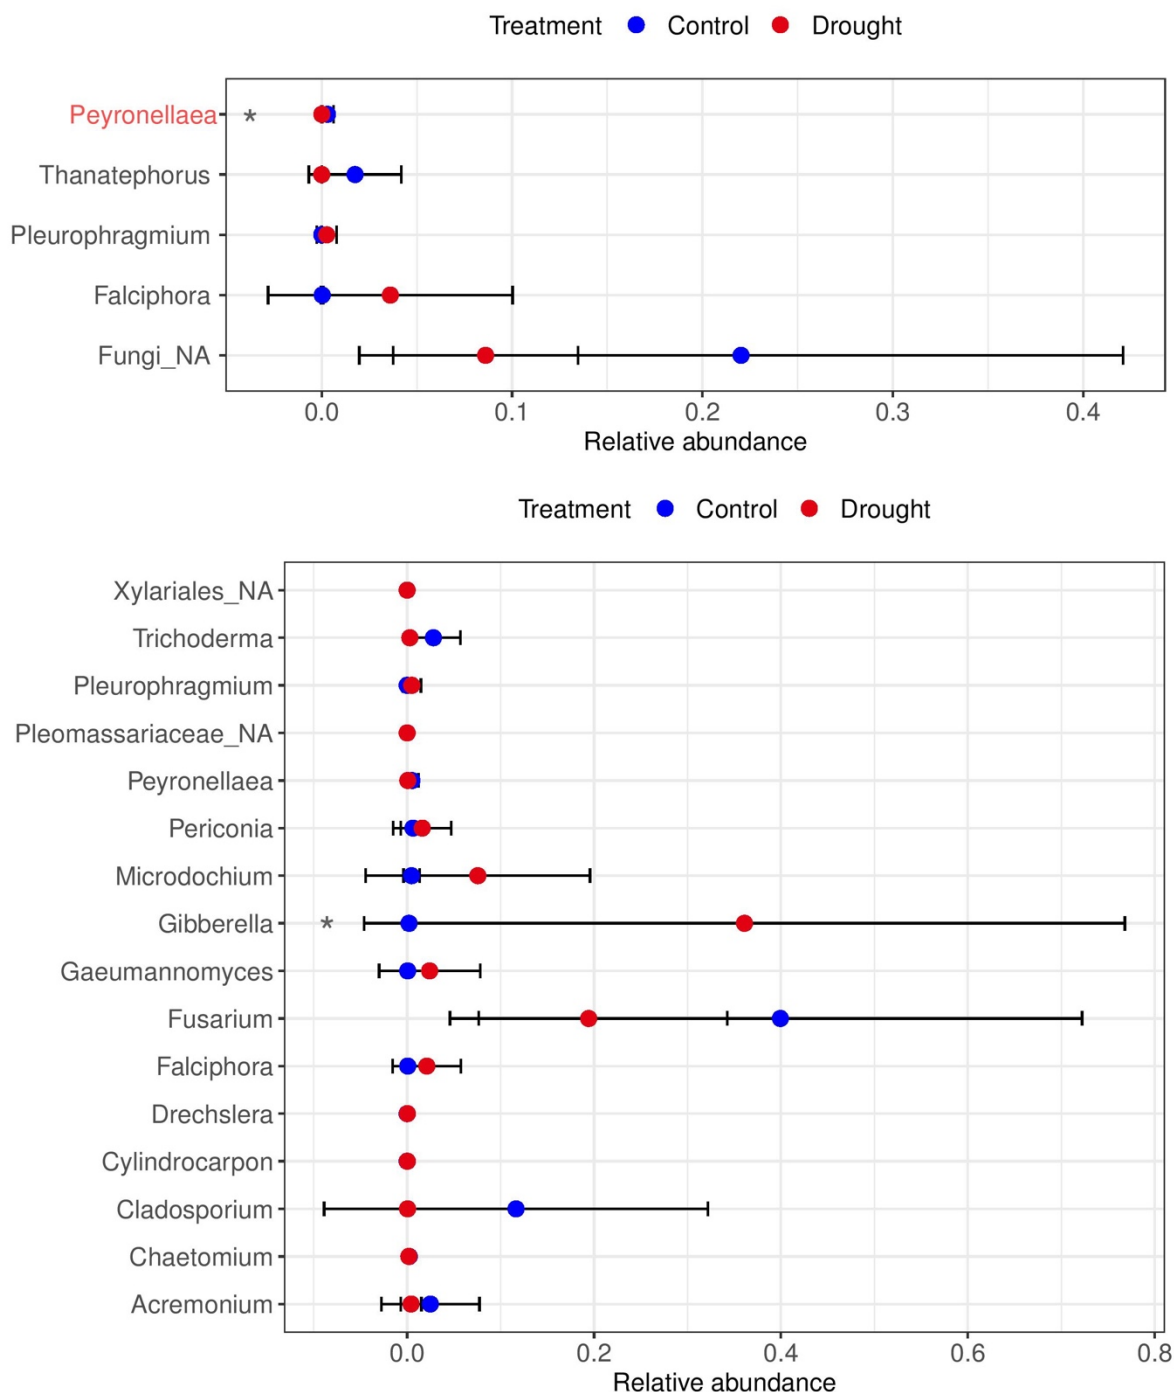 Treatment Control Drought
Peyronellaea *
Thanatephorus
Pleurophragmium
Falciphora
Fungi_NA
0.0 0.1 0.2 0.3 0.4
Relative abundance
Treatment Control Drought
Xylariales_NA
Trichoderma
Pleurophragmium
Pleomassariaceae_NA
Peyronellaea
Periconia
Microdochium
Gibberella *
Gaeumannomyces
Fusarium
Falciphora
Drechslera
Cylindrocarpon
Cladosporium
Chaetomium
Acremonium
0.0 0.2 0.4 0.6 0.8
Relative abundance